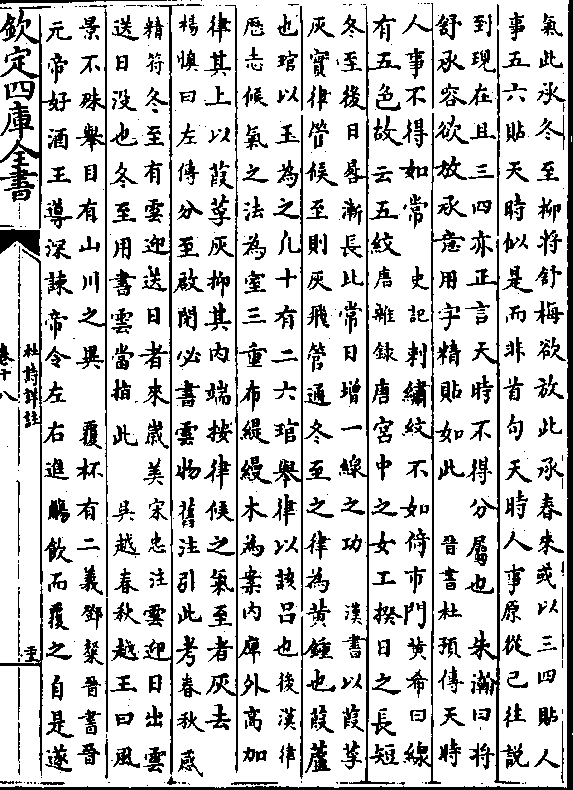 氣此承冬至柳將舒梅欲放此承春來或以三四貼人
事五六貼天時似是而非首句天時人事原從已往説
到現在且三四亦正言天時不得分屬也　朱瀚曰將
舒承容欲放承意用字精貼如此　晉書杜預傳天時
人事不得如常　史記刺繡紋不如倚市門黄希曰線
有五色故云五紋唐雜録唐宫中之女工揆日之長短
冬至後日晷漸長比常日增一線之功　漢書以葭莩
灰實律管候至則灰飛管通冬至之律為黄鍾也葭蘆
也琯以玉為之凡十有二六琯舉律以該呂也後漢律
厯志候氣之法為室三重布緹縵木為案内庳外高加
律其上以葭莩灰抑其内端按律候之氣至者灰去
楊慎曰左傳分至啟閉必書雲物舊注引此考春秋感
精符冬至有雲迎送日者來嵗美宋忠注雲迎日出雲
送日没也冬至用書雲當指此　吳越春秋越王曰風
景不殊舉目有山川之異　覆杯有二義鄧粲晉書晉
元帝好酒王導深諫帝令左右進觴飲而覆之自是遂
欽定四庫全書
杜詩詳註
卷十八